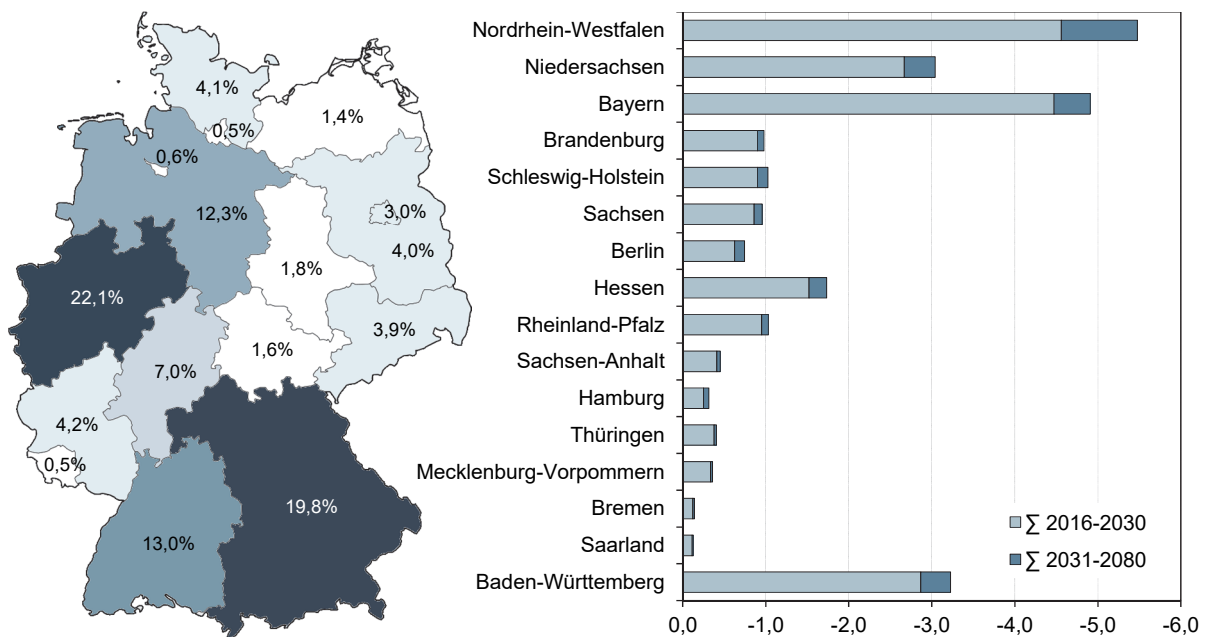 4,1%
0,5%
1,4%
0,6%
12,3%
3,0%
4,0%
1,8%
22,1%
3,9%
1,6%
7,0%
4,2%
0,5%
19,8%
13,0%
Nordrhein-Westfalen
Niedersachsen
Bayern
Brandenburg
Schleswig-Holstein
Sachsen
Berlin
Hessen
Rheinland-Pfalz
Sachsen-Anhalt
Hamburg
Thüringen
Mecklenburg-Vorpommern
Bremen
Saarland
Baden-Württemberg
∑ 2016-2030
∑ 2031-2080
0,0 -1,0 -2,0 -3,0 -4,0 -5,0 -6,0